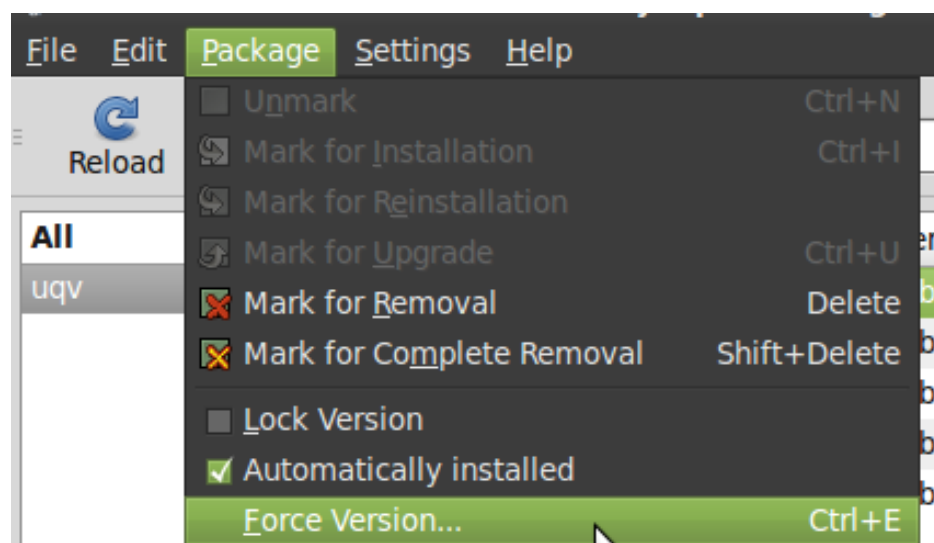 File Edit Package Settings Help
Reload
All
uqv
Unmark Ctrl+N
Mark for Installation Ctrl+I
Mark for Reinstallation
Mark for Upgrade Ctrl+U
Mark for Removal Delete
Mark for Complete Removal Shift+Delete
Lock Version
Automatically installed
Force Version... Ctrl+E